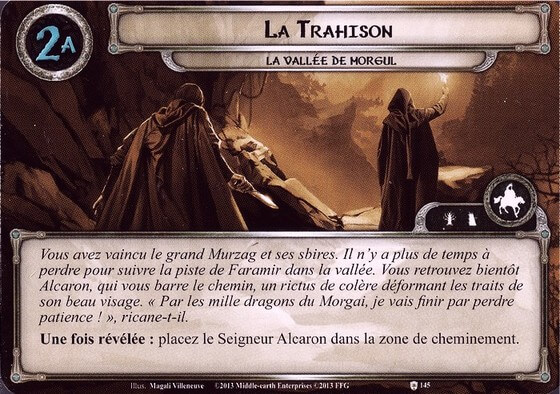 2A
La Trahison
La Vallée de Morgul
Vous avez vaincu le grand Murzag et ses sbires. Il n'y a plus de temps à
perdre pour suivre la piste de Faramir dans la vallée. Vous retrouvez bientôt
Alcaron, qui vous barre le chemin, un rictus de colère déformant les traits de
son beau visage. « Par les mille dragons du Morgai, je vais finir par perdre
patience ! », ricane-t-il.
Une fois révélée : placez le Seigneur Alcaron dans la zone de cheminement.
Illus. Magali Villeneuve ©2013 Middle-earth Enterprises ©2013 FFG 145